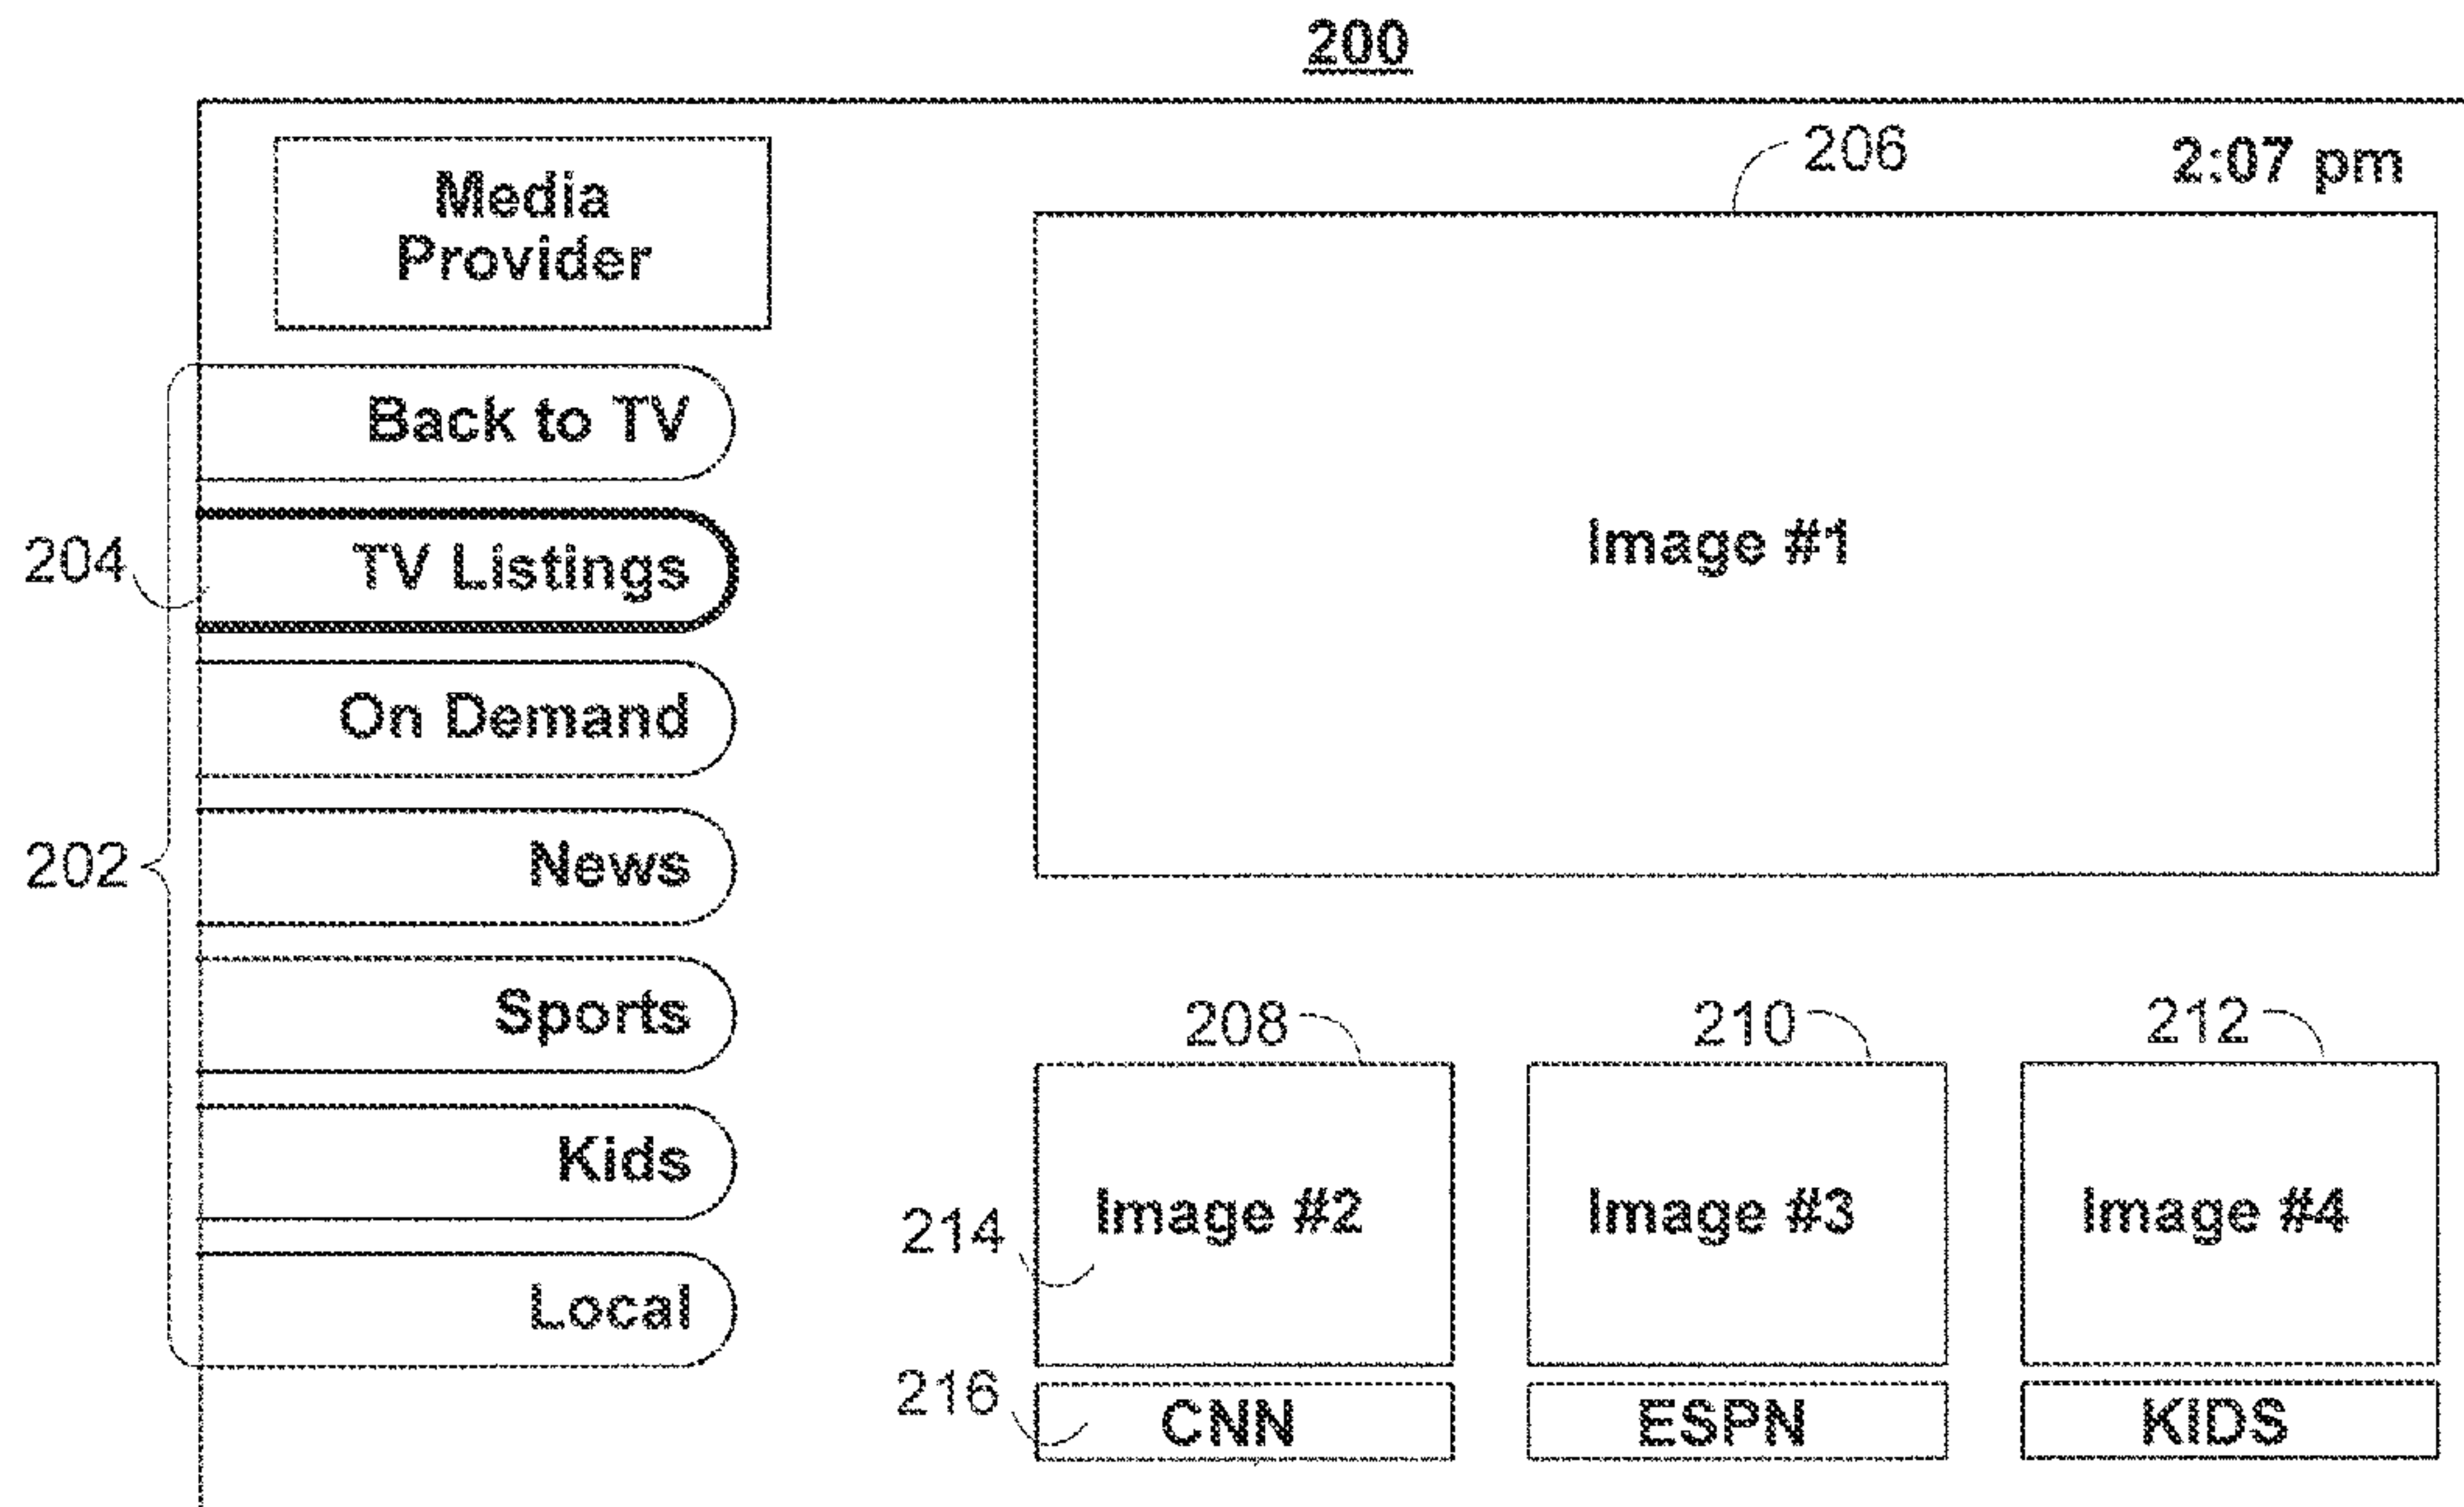 200
206
2:07 pm
Media
Provider
Back to TV
204
TV Listings
Image #1
On Demand
202
News
Sports
208
210
212
Kids
214
Image #2
Image #3
Image #4
Local
216
CNN
ESPN
KIDS